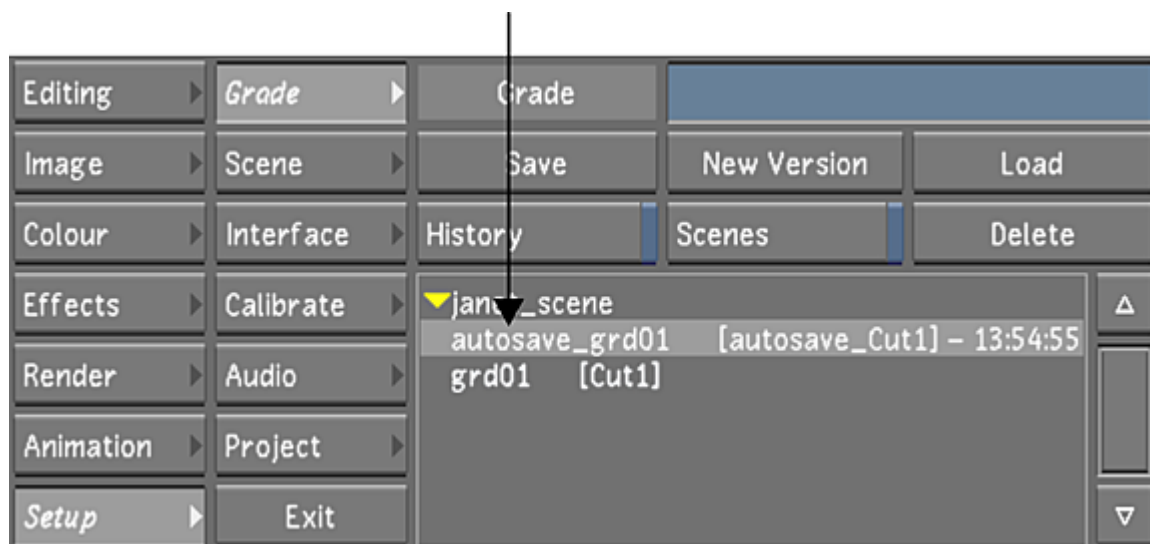 Editing Grade Grade
Image Scene Save New Version Load
Colour Interface History Scenes Delete
Effects Calibrate janet_scene
autosave_grd01 [autosave_Cut1] – 13:54:55
Render Audio grd01 [Cut1]
Animation Project
Setup Exit